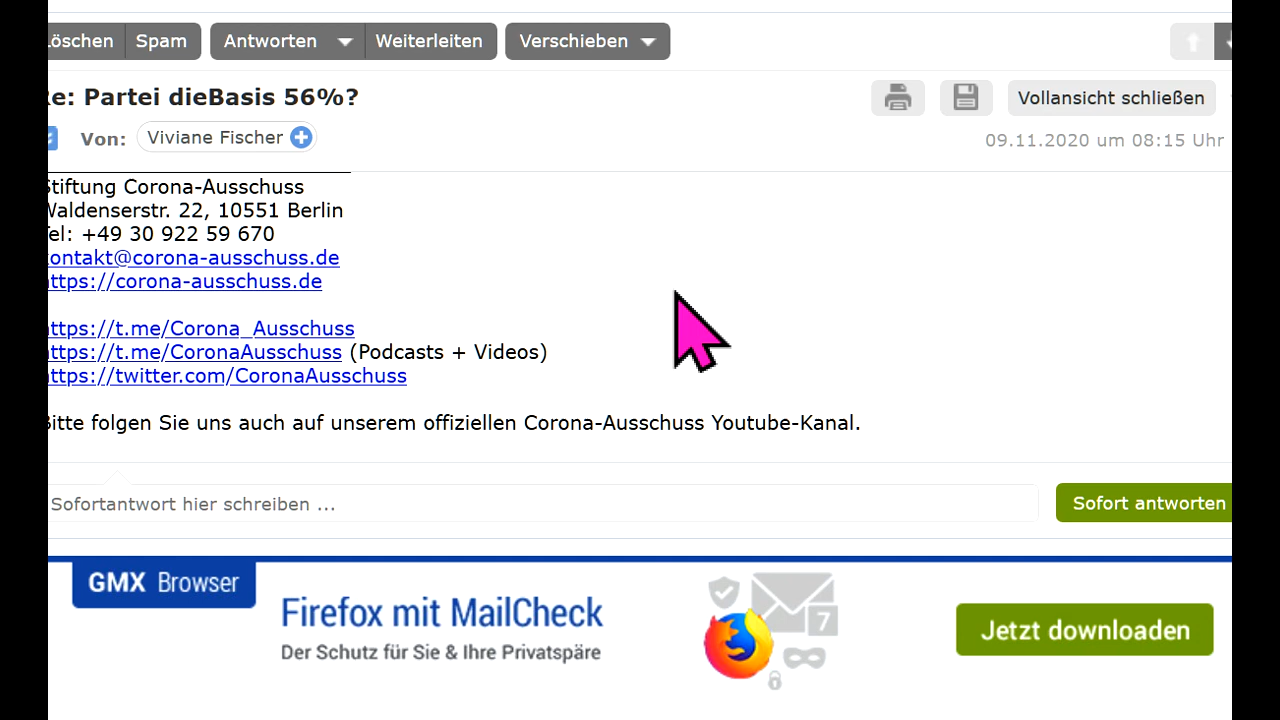 öschen Spam Antworten Weiterleiten Verschieben
e: Partei dieBasis 56%?
Vollansicht schließen
Von: Viviane Fischer
09.11.2020 um 08:15 Uhr
Stiftung Corona-Ausschuss
Waldenserstr. 22, 10551 Berlin
Tel: +49 30 922 59 670
kontakt@corona-ausschuss.de
https://corona-ausschuss.de
https://t.me/Corona_Ausschuss
https://t.me/CoronaAusschuss (Podcasts + Videos)
https://twitter.com/CoronaAusschuss
Bitte folgen Sie uns auch auf unserem offiziellen Corona-Ausschuss Youtube-Kanal.
Sofortantwort hier schreiben ...
Sofort antworten
GMX Browser
Firefox mit MailCheck
Der Schutz für Sie & Ihre Privatspäre
7
Jetzt downloaden